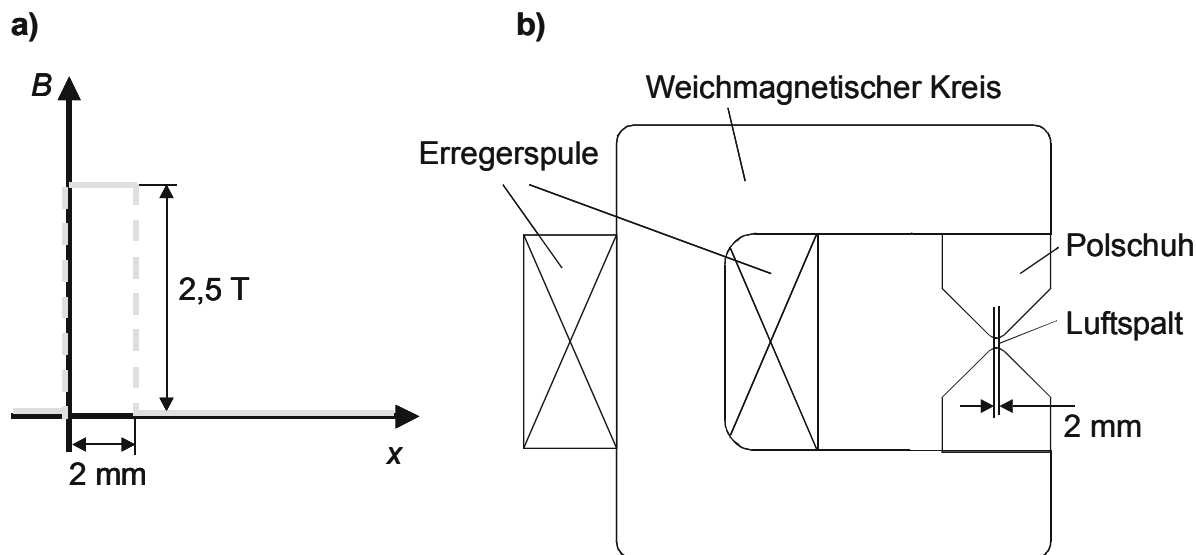 a)
B
2,5 T
2 mm
x
b)
Weichmagnetischer Kreis
Erregerspule
Polschuh
Luftspalt
2 mm